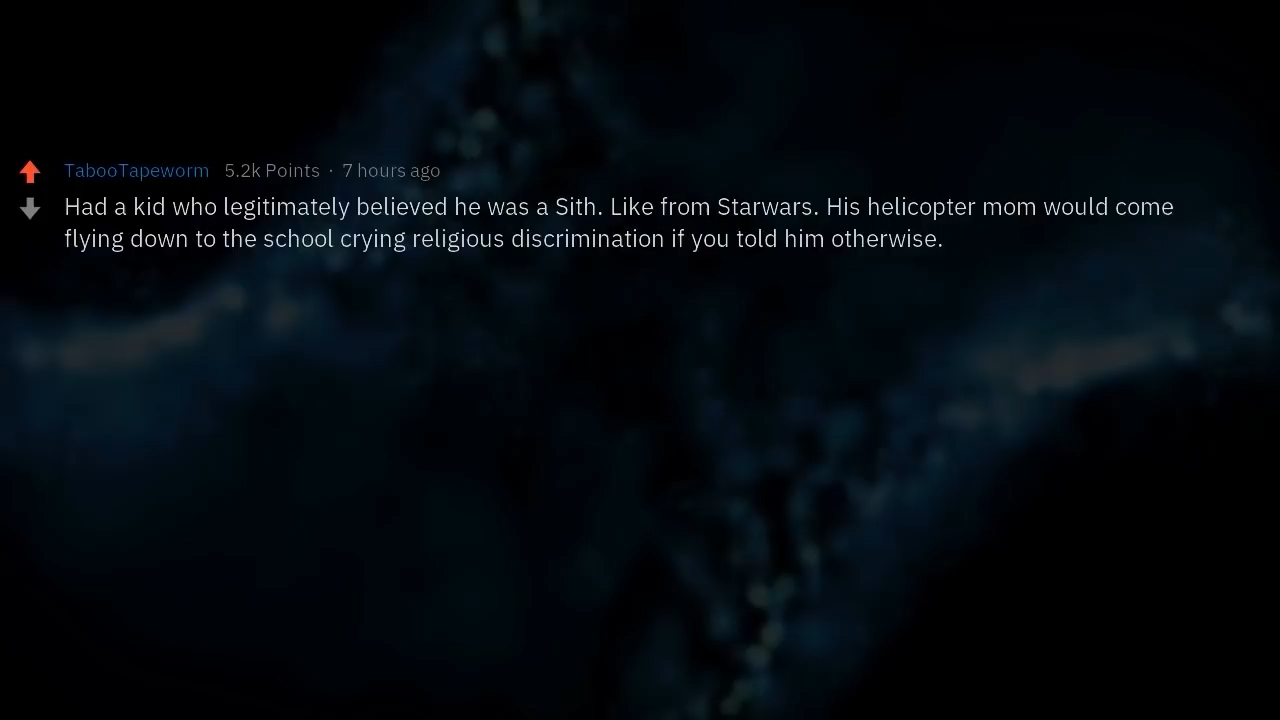 TabooTapeworm 5.2k Points · 7 hours ago
Had a kid who legitimately believed he was a Sith. Like from Starwars. His helicopter mom would come
flying down to the school crying religious discrimination if you told him otherwise.